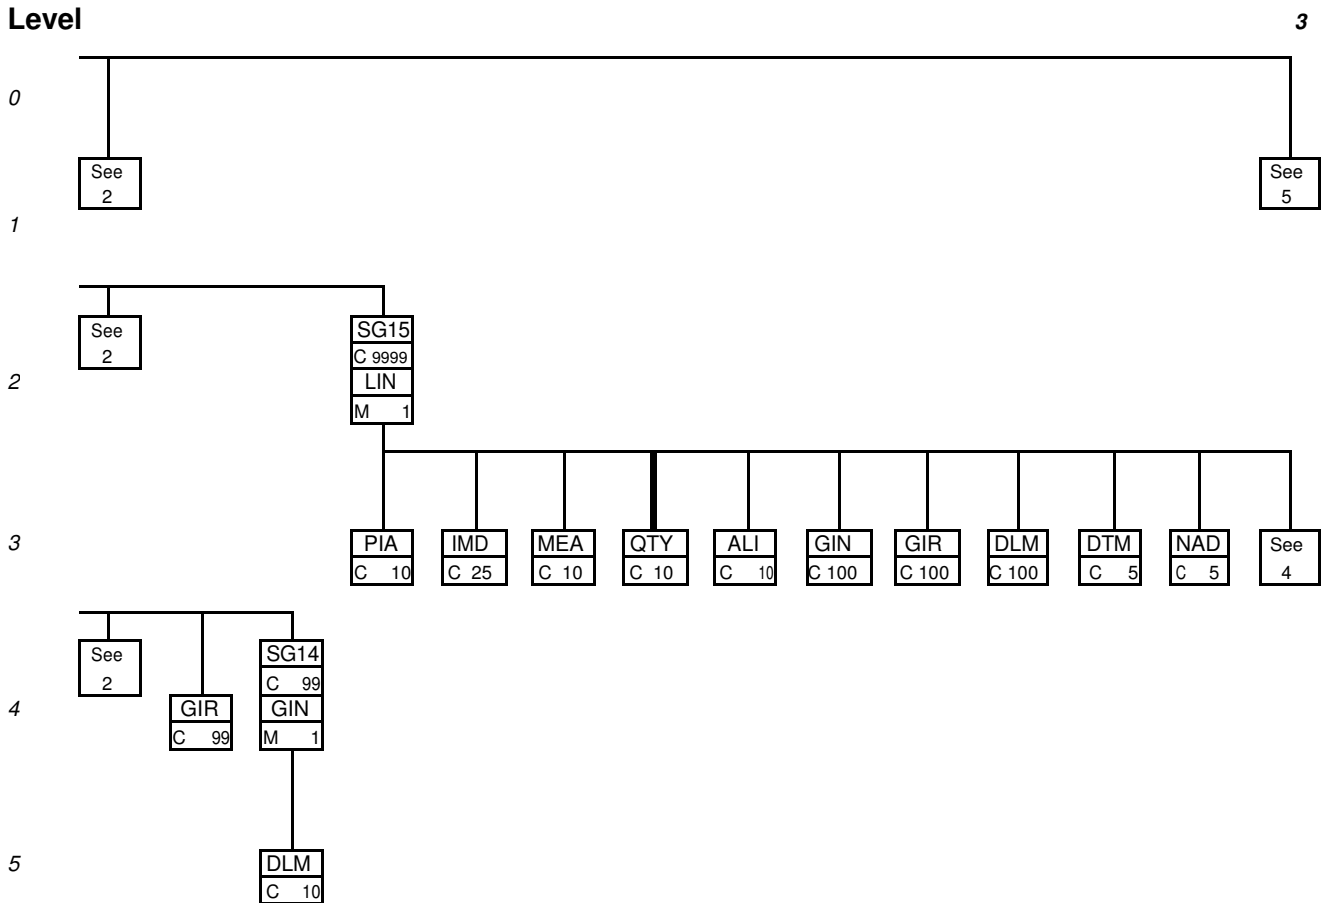 Level 3
0
See See
2 5
1
See SG15
2 C 9999
2 LIN
M 1
3 PIA IMD MEA QTY ALI GIN GIR DLM DTM NAD See
C 10 C 25 C 10 C 10 C 10 C 100 C 100 C 100 C 5 C 5 4
See SG14
2 C 99
4 GIR GIN
C 99 M 1
5 DLM
C 10